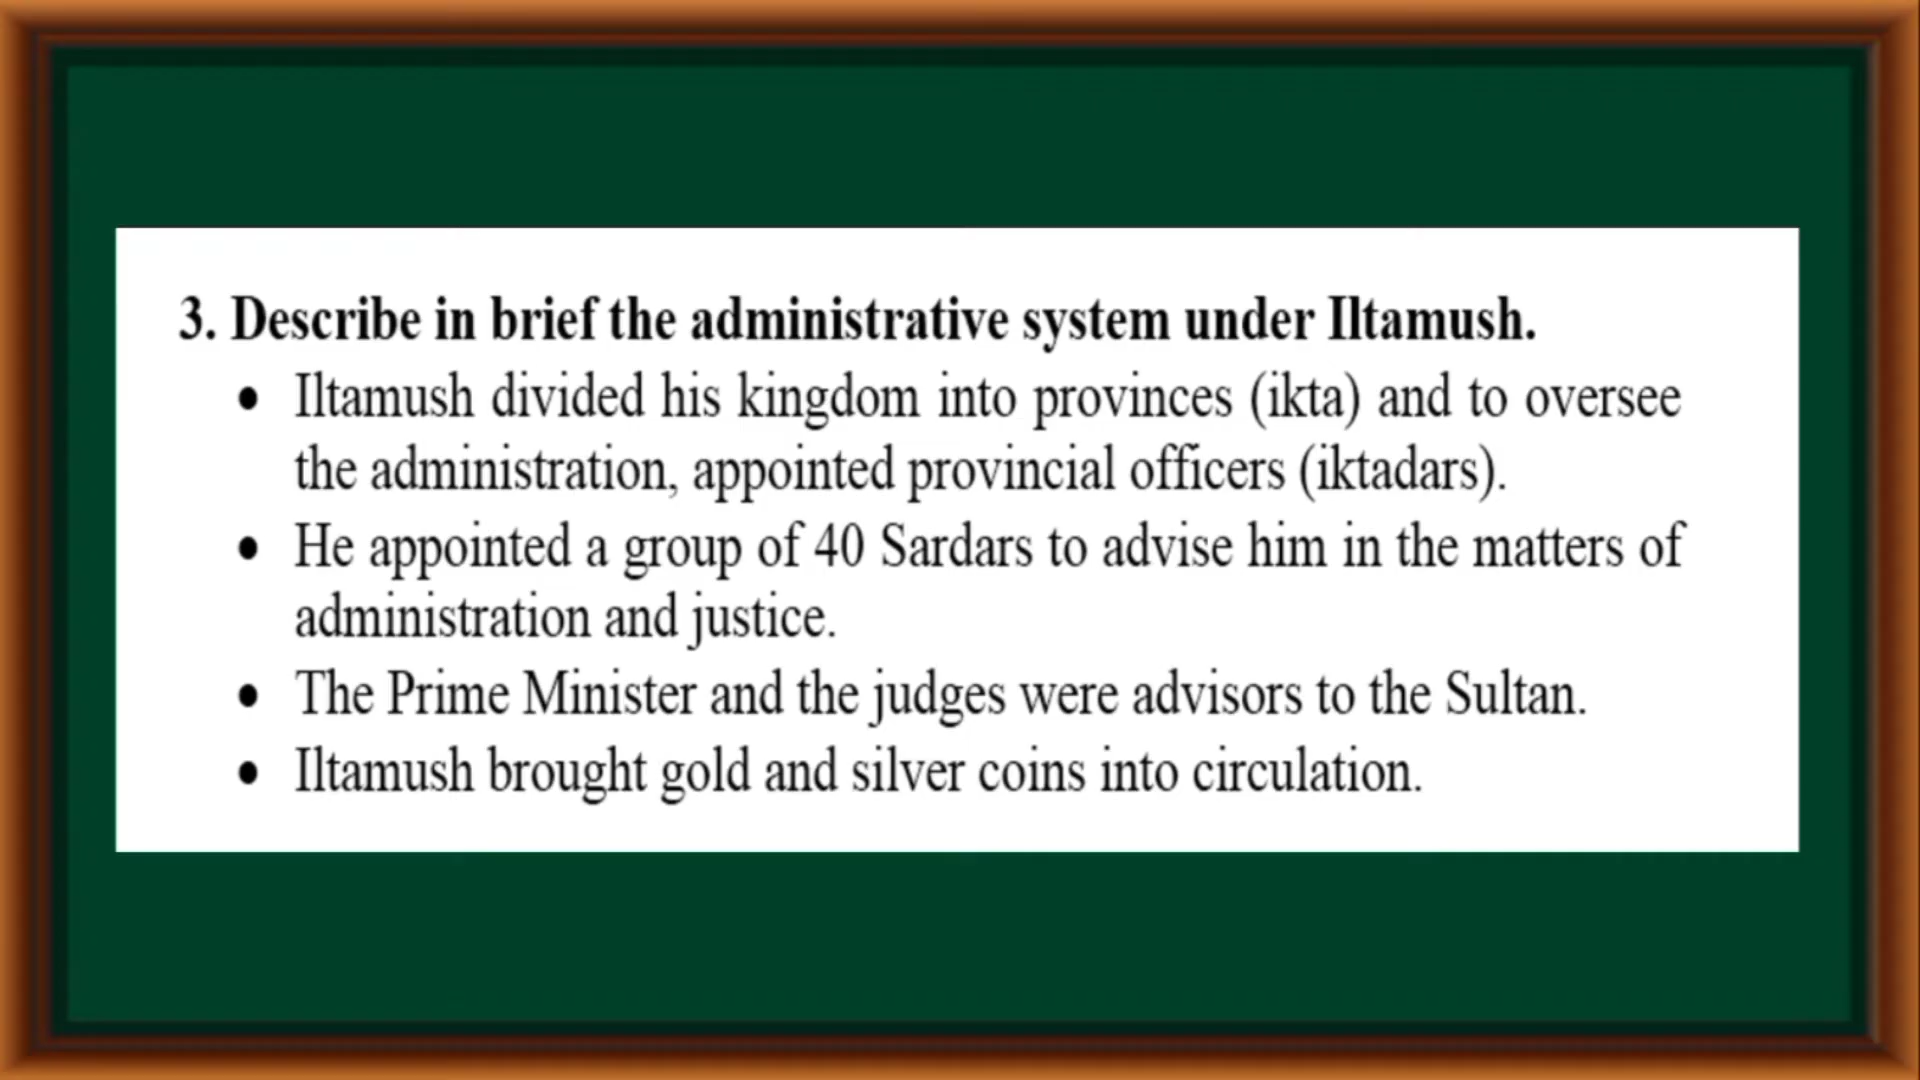 3. Describe in brief the administrative system under Iltamush.
● Iltamush divided his kingdom into provinces (ikta) and to oversee
the administration, appointed provincial officers (iktadars).
● He appointed a group of 40 Sardars to advise him in the matters of
administration and justice.
● The Prime Minister and the judges were advisors to the Sultan.
● Iltamush brought gold and silver coins into circulation.